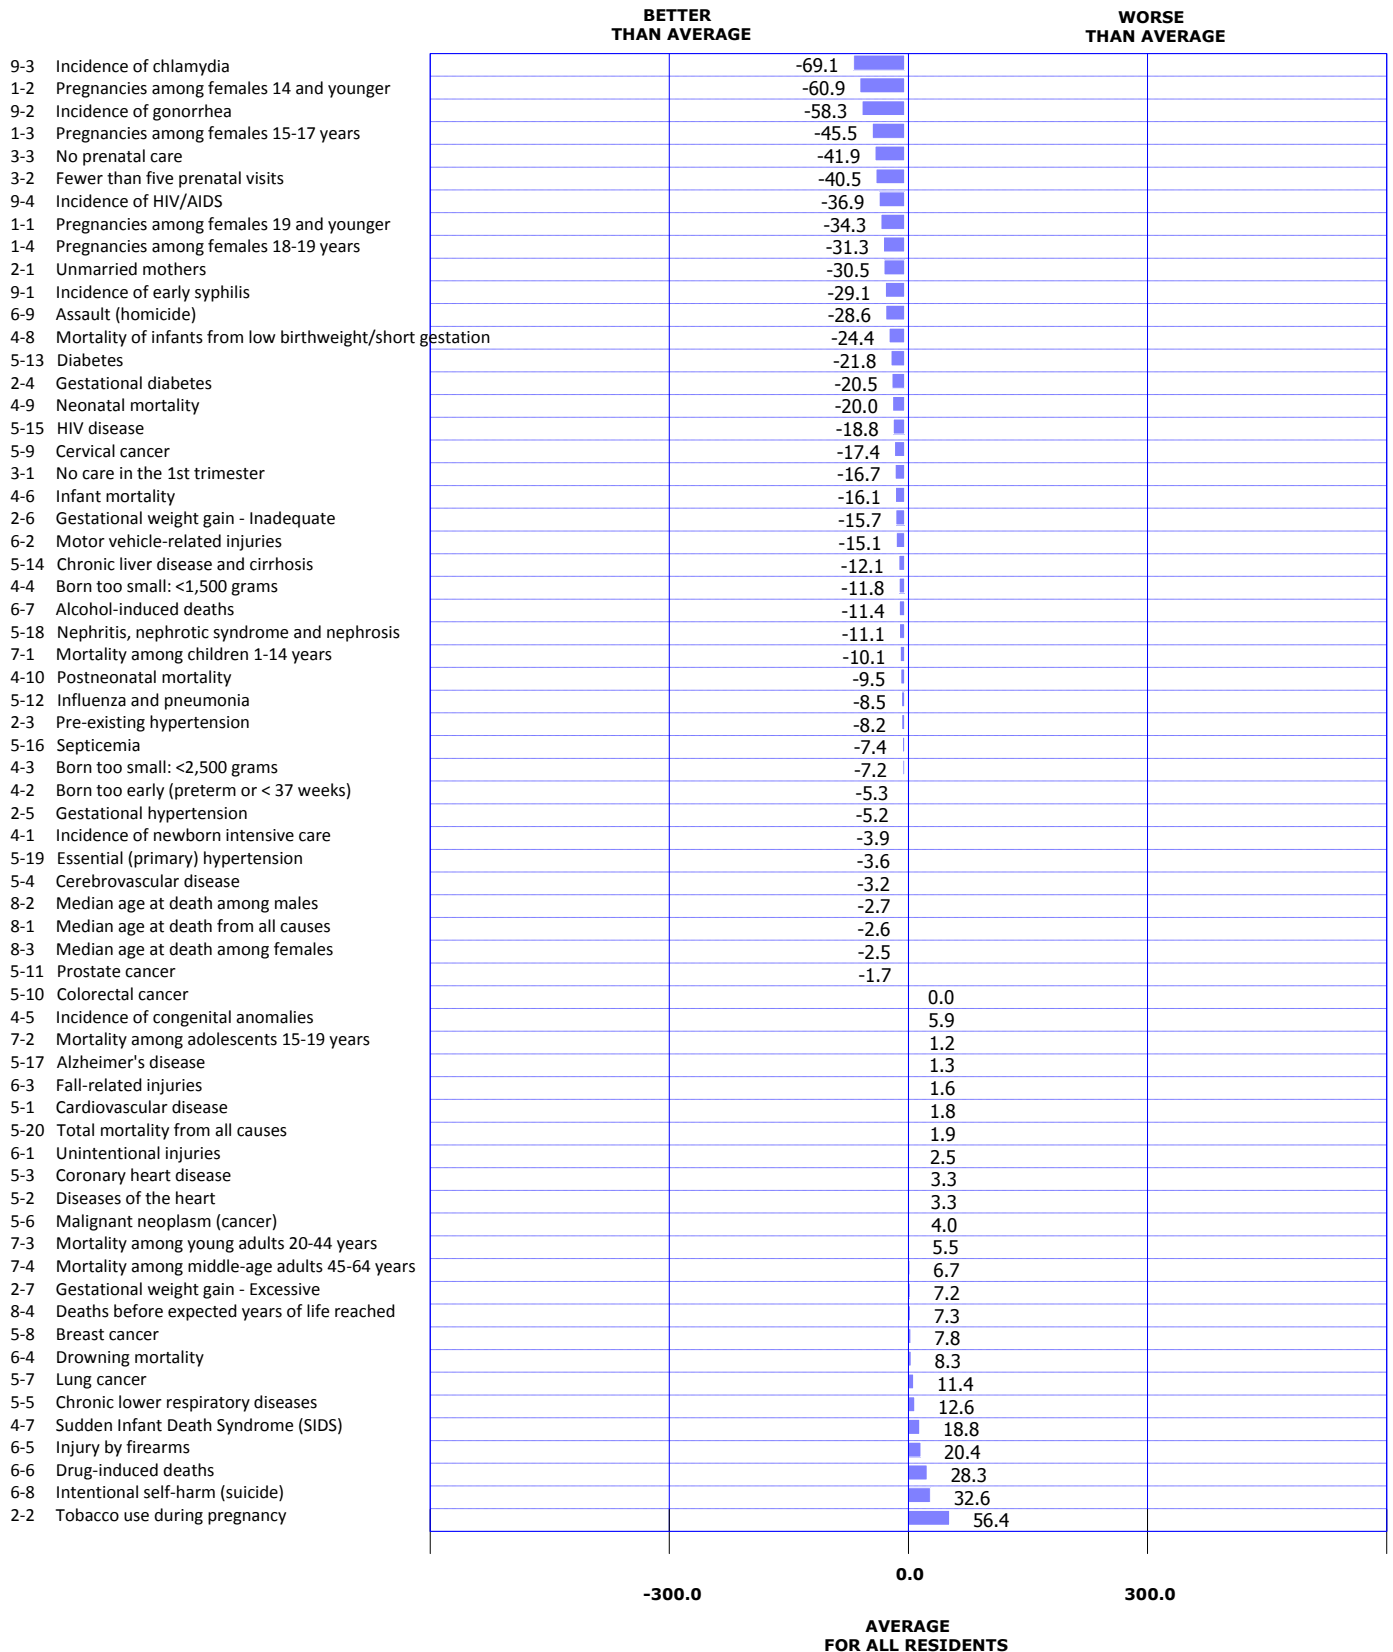 BETTER
THAN AVERAGE
WORSE
THAN AVERAGE
9-3 Incidence of chlamydia -69.1
1-2 Pregnancies among females 14 and younger -60.9
9-2 Incidence of gonorrhea -58.3
1-3 Pregnancies among females 15-17 years -45.5
3-3 No prenatal care -41.9
3-2 Fewer than five prenatal visits -40.5
9-4 Incidence of HIV/AIDS -36.9
1-1 Pregnancies among females 19 and younger -34.3
1-4 Pregnancies among females 18-19 years -31.3
2-1 Unmarried mothers -30.5
9-1 Incidence of early syphilis -29.1
6-9 Assault (homicide) -28.6
4-8 Mortality of infants from low birthweight/short gestation -24.4
5-13 Diabetes -21.8
2-4 Gestational diabetes -20.5
4-9 Neonatal mortality -20.0
5-15 HIV disease -18.8
5-9 Cervical cancer -17.4
3-1 No care in the 1st trimester -16.7
4-6 Infant mortality -16.1
2-6 Gestational weight gain - Inadequate -15.7
6-2 Motor vehicle-related injuries -15.1
5-14 Chronic liver disease and cirrhosis -12.1
4-4 Born too small: <1,500 grams -11.8
6-7 Alcohol-induced deaths -11.4
5-18 Nephritis, nephrotic syndrome and nephrosis -11.1
7-1 Mortality among children 1-14 years -10.1
4-10 Postneonatal mortality -9.5
5-12 Influenza and pneumonia -8.5
2-3 Pre-existing hypertension -8.2
5-16 Septicemia -7.4
4-3 Born too small: <2,500 grams -7.2
4-2 Born too early (preterm or < 37 weeks) -5.3
2-5 Gestational hypertension -5.2
4-1 Incidence of newborn intensive care -3.9
5-19 Essential (primary) hypertension -3.6
5-4 Cerebrovascular disease -3.2
8-2 Median age at death among males -2.7
8-1 Median age at death from all causes -2.6
8-3 Median age at death among females -2.5
5-11 Prostate cancer -1.7
5-10 Colorectal cancer 0.0
4-5 Incidence of congenital anomalies 5.9
7-2 Mortality among adolescents 15-19 years 1.2
5-17 Alzheimer's disease 1.3
6-3 Fall-related injuries 1.6
5-1 Cardiovascular disease 1.8
5-20 Total mortality from all causes 1.9
6-1 Unintentional injuries 2.5
5-3 Coronary heart disease 3.3
5-2 Diseases of the heart 3.3
5-6 Malignant neoplasm (cancer) 4.0
7-3 Mortality among young adults 20-44 years 5.5
7-4 Mortality among middle-age adults 45-64 years 6.7
2-7 Gestational weight gain - Excessive 7.2
8-4 Deaths before expected years of life reached 7.3
5-8 Breast cancer 7.8
6-4 Drowning mortality 8.3
5-7 Lung cancer 11.4
5-5 Chronic lower respiratory diseases 12.6
4-7 Sudden Infant Death Syndrome (SIDS) 18.8
6-5 Injury by firearms 20.4
6-6 Drug-induced deaths 28.3
6-8 Intentional self-harm (suicide) 32.6
2-2 Tobacco use during pregnancy 56.4
0.0
-300.0 300.0
AVERAGE
FOR ALL RESIDENTS